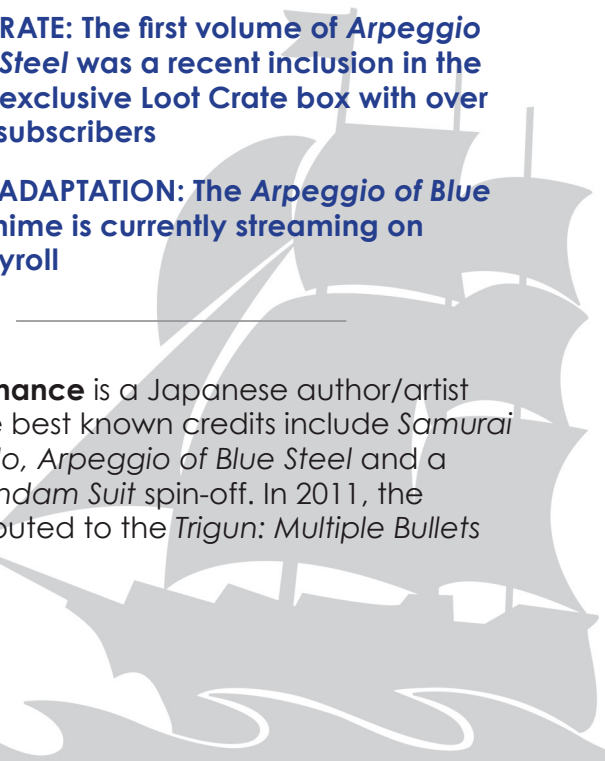 RATE: The first volume of Arpeggio
Steel was a recent inclusion in the
exclusive Loot Crate box with over
subscribers
ADAPTATION: The Arpeggio of Blue
nime is currently streaming on
yroll
nance is a Japanese author/artist
e best known credits include Samurai
lo, Arpeggio of Blue Steel and a
ndam Suit spin-off. In 2011, the
buted to the Trigun: Multiple Bullets